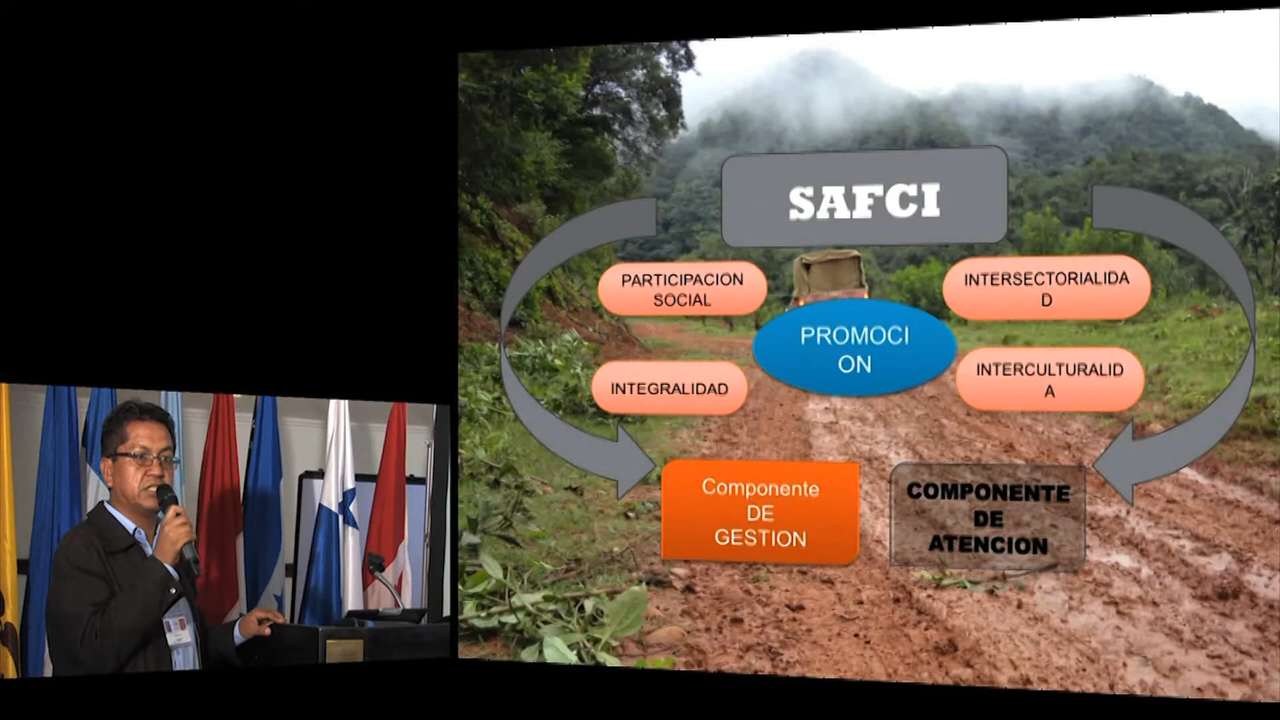 SAFCI
PARTICIPACION
SOCIAL
INTERSECTORIALIDA
D
PROMOCI
ON
INTEGRALIDAD
INTERCULTURALID
A
Componente
DE
GESTION
COMPONENTE
DE
ATENCION